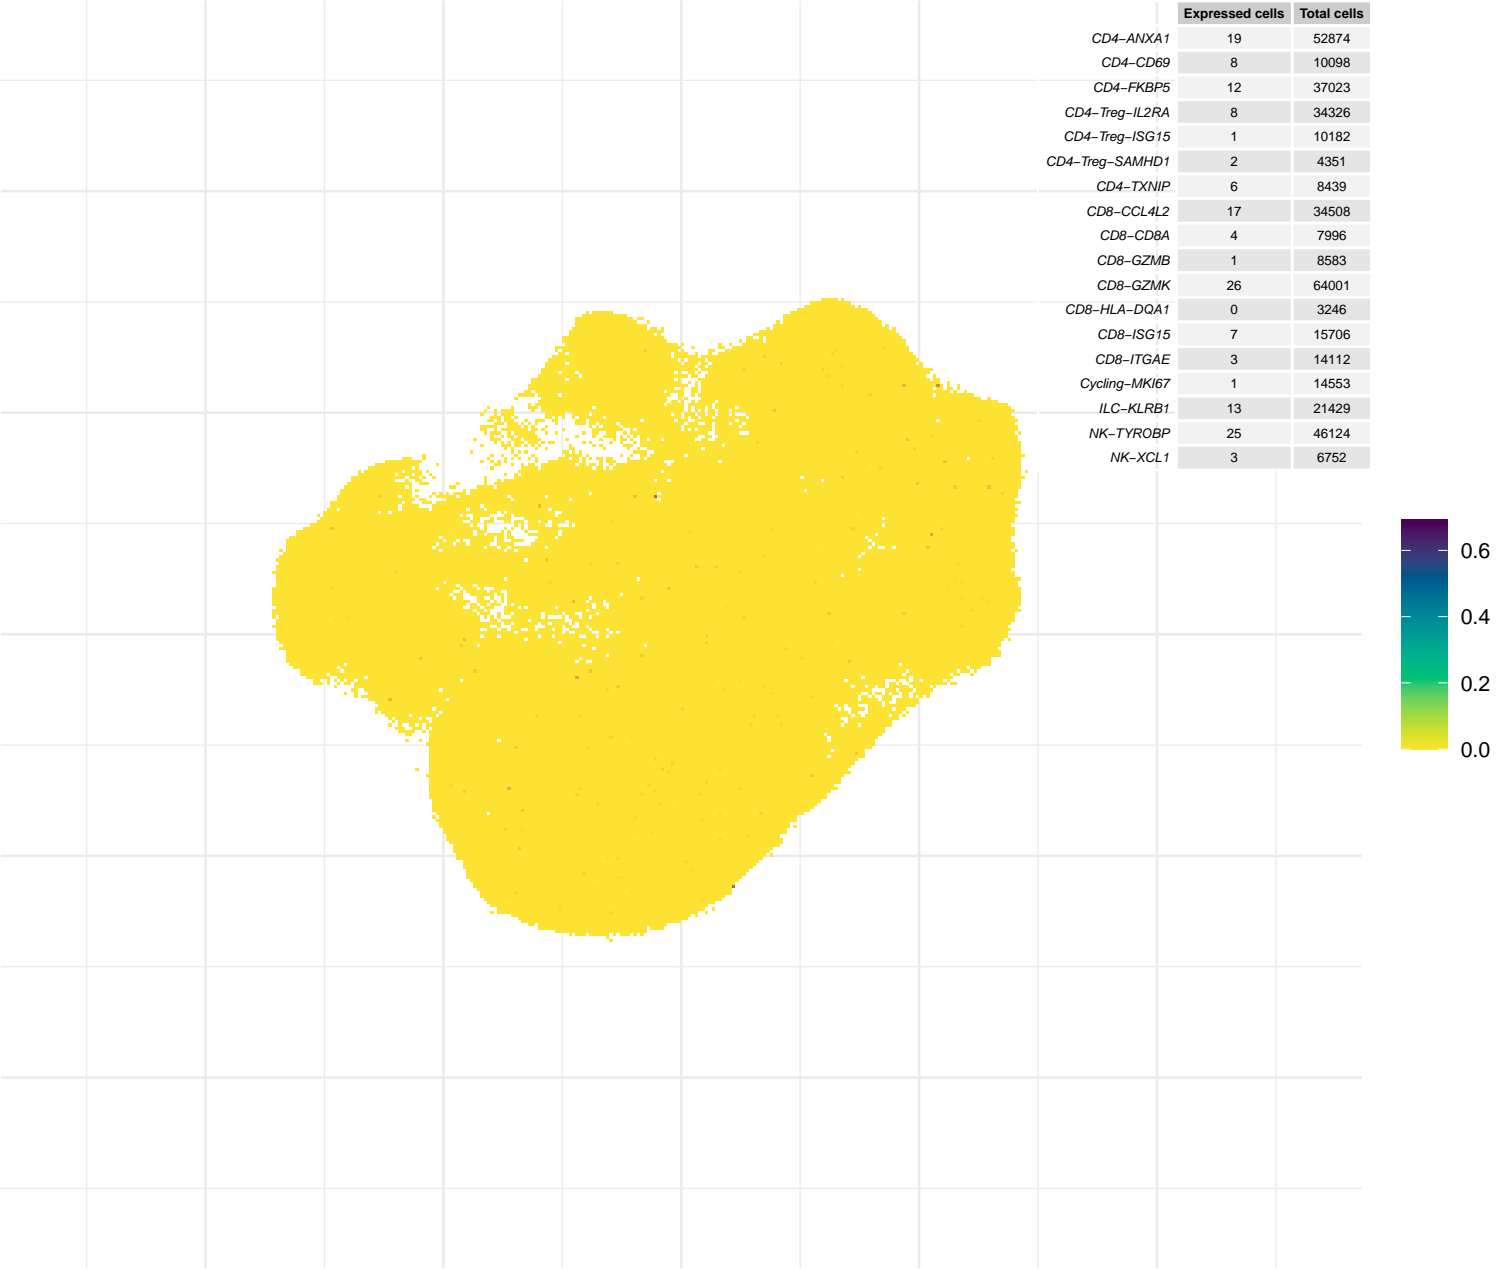 Expressed cells Total cells
CD4−ANXA1 19 52874
CD4−CD69 8 10098
CD4−FKBP5 12 37023
CD4−Treg−IL2RA 8 34326
CD4−Treg−ISG15 1 10182
CD4−Treg−SAMHD1 2 4351
CD4−TXNIP 6 8439
CD8−CCL4L2 17 34508
CD8−CD8A 4 7996
CD8−GZMB 1 8583
CD8−GZMK 26 64001
CD8−HLA−DQA1 0 3246
CD8−ISG15 7 15706
CD8−ITGAE 3 14112
Cycling−MKI67 1 14553
ILC−KLRB1 13 21429
NK−TYROBP 25 46124
NK−XCL1 3 6752
0.6
0.4
0.2
0.0